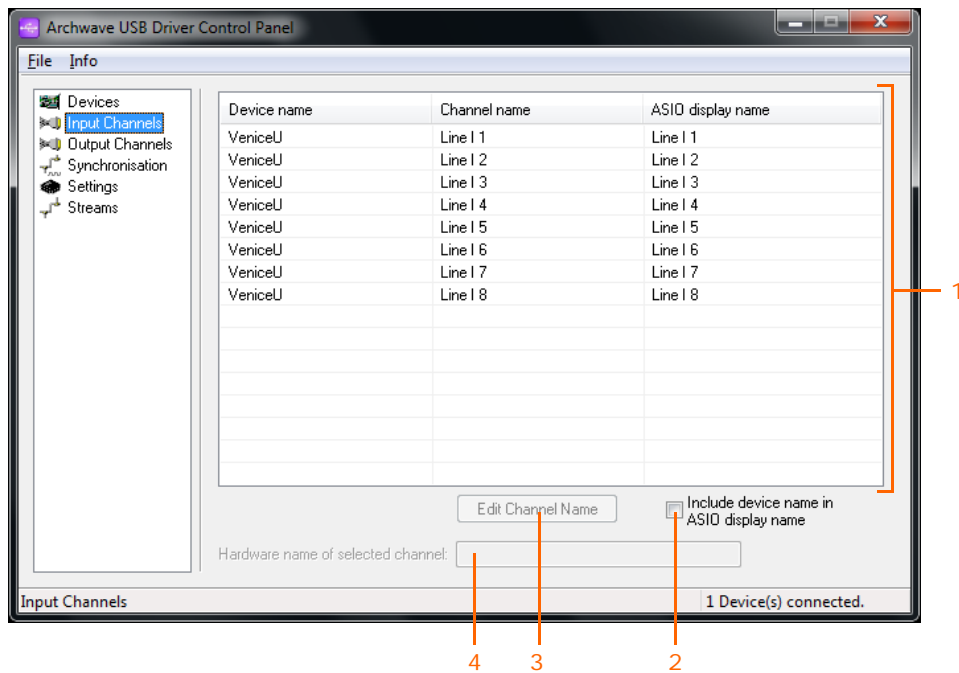 Archwave USB Driver Control Panel
File Info
Devices
Input Channels
Output Channels
Synchronisation
Settings
Streams
Device name Channel name ASIO display name
VeniceU Line I 1 Line I 1
VeniceU Line I 2 Line I 2
VeniceU Line I 3 Line I 3
VeniceU Line I 4 Line I 4
VeniceU Line I 5 Line I 5
VeniceU Line I 6 Line I 6
VeniceU Line I 7 Line I 7
VeniceU Line I 8 Line I 8
1
Edit Channel Name
Include device name in
ASIO display name
Hardware name of selected channel:
Input Channels 1 Device(s) connected.
4 3 2